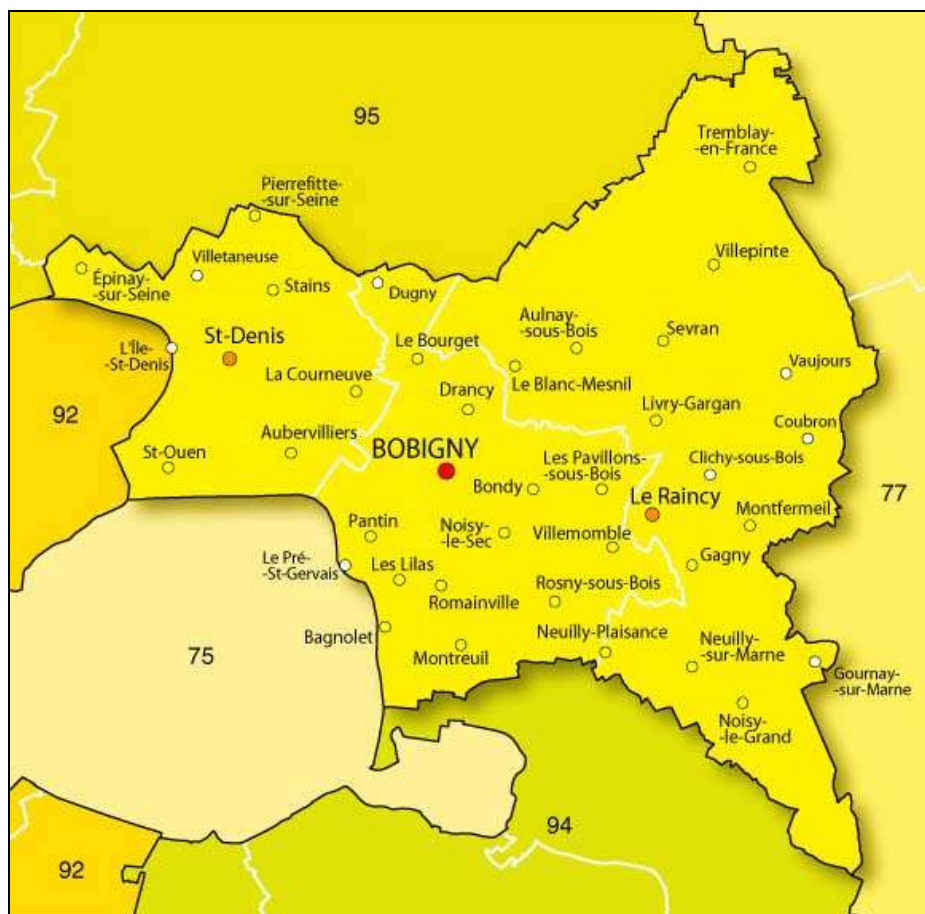 95
Tremblay-
-en-France
Pierrefitte-
-sur-Seine
Villepinte
Villetaneuse
Épinay-
-sur-Seine
Stains
Dugny
Aulnay-
-sous-Bois
Sevran
St-Denis
Le Bourget
L'Île-
-St-Denis
Vaujours
La Courneuve
Le Blanc-Mesnil
Drancy
Livry-Gargan
92
Coubron
Aubervilliers
St-Ouen
BOBIGNY
Les Pavillons-
-sous-Bois
Clichy-sous-Bois
Bondy
77
Le Raincy
Montfermeil
Pantin
Noisy-
-le-Sec
Villemomble
Le Pré-
-St-Gervais
Les Lilas
Gagny
Romainville
Rosny-sous-Bois
Bagnolet
Neuilly-Plaisance
Neuilly-
-sur-Marne
75
Montreuil
Gournay-
-sur-Marne
Noisy-
-le-Grand
94
92